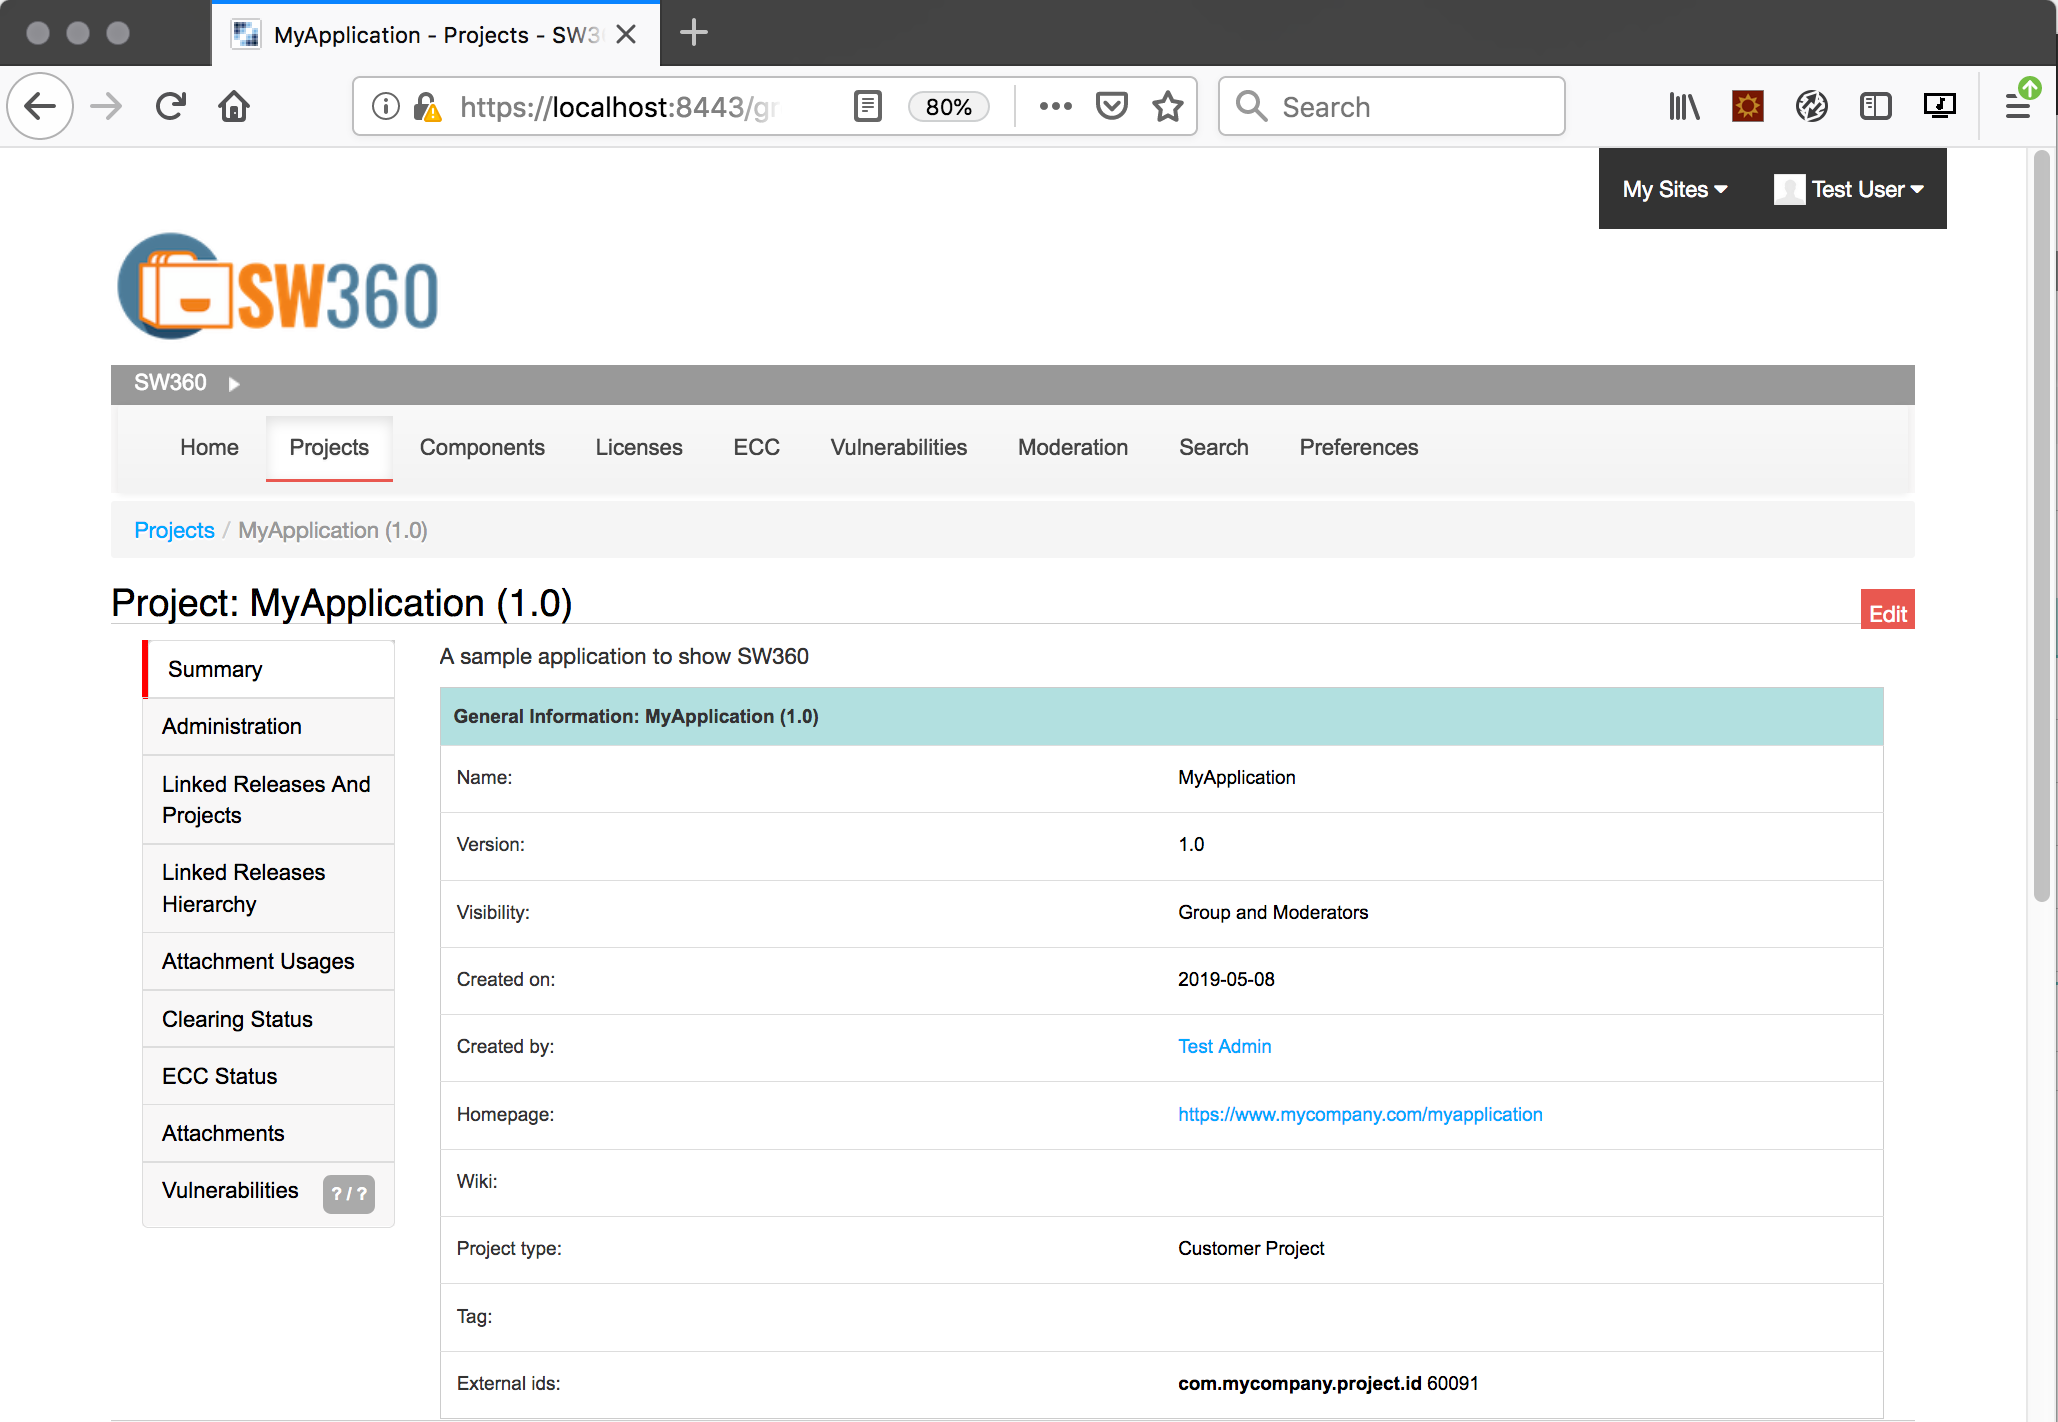 MyApplication - Projects - SW3
https://localhost:8443/gr
80%
Search
My Sites
Test User
SW360
SW360
Home
Projects
Components
Licenses
ECC
Vulnerabilities
Moderation
Search
Preferences
Projects / MyApplication (1.0)
Project: MyApplication (1.0)
Edit
Summary
Administration
Linked Releases And
Projects
Linked Releases
Hierarchy
Attachment Usages
Clearing Status
ECC Status
Attachments
Vulnerabilities ? / ?
A sample application to show SW360
General Information: MyApplication (1.0)
Name: MyApplication
Version: 1.0
Visibility: Group and Moderators
Created on: 2019-05-08
Created by: Test Admin
Homepage: https://www.mycompany.com/myapplication
Wiki:
Project type: Customer Project
Tag:
External ids: com.mycompany.project.id 60091